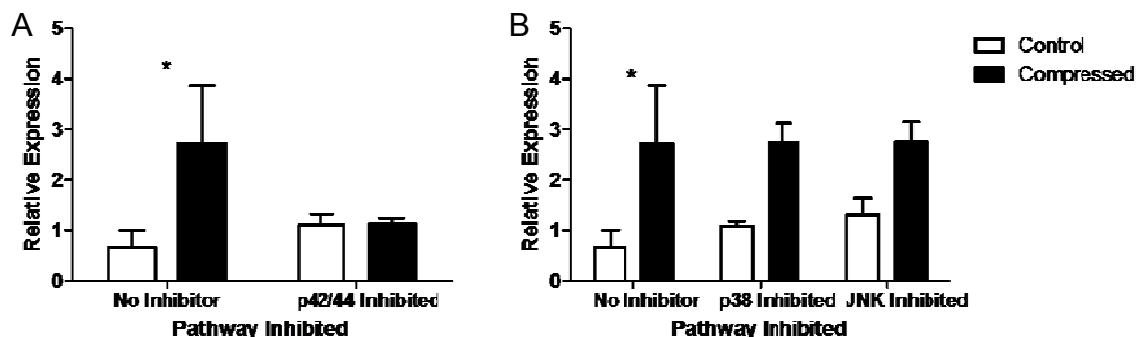 A
Relative Expression
5
4
3
2
1
0
*
No Inhibitor
p42/44 Inhibited
Pathway Inhibited
B
Relative Expression
5
4
3
2
1
0
*
No Inhibitor
p38 Inhibited
JNK Inhibited
Pathway Inhibited
Control
Compressed